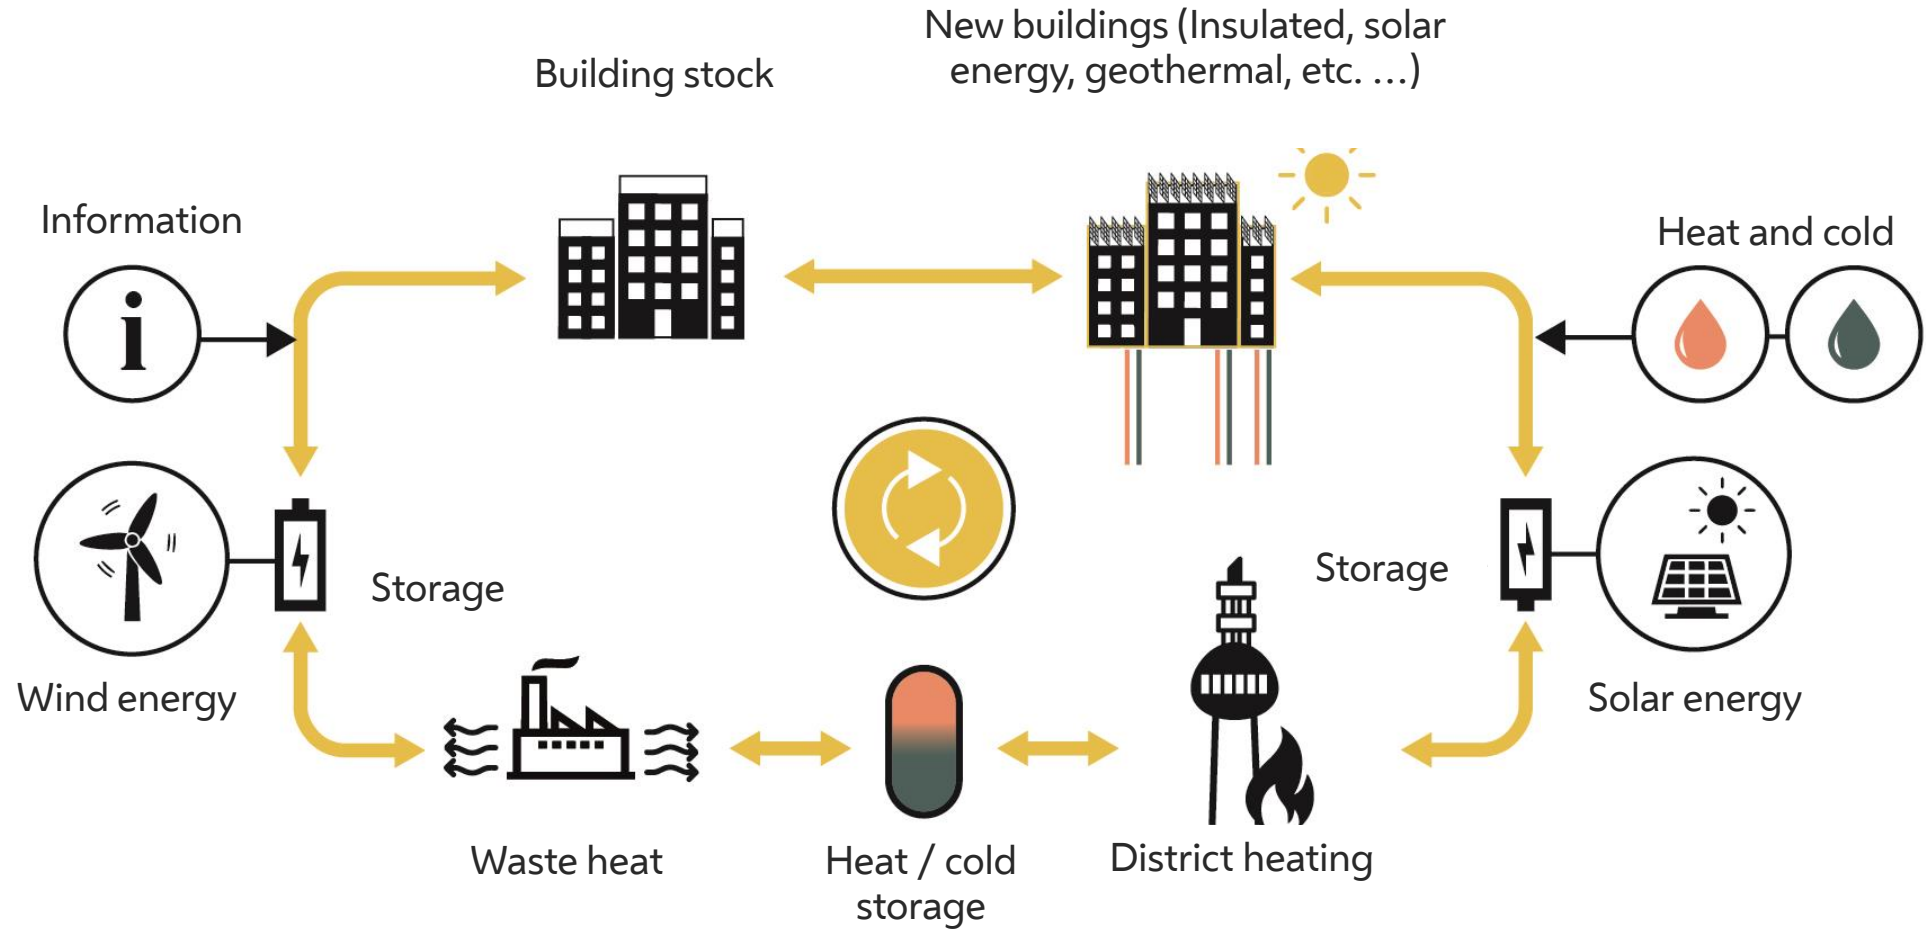 New buildings (Insulated, solar
energy, geothermal, etc. ...)
Building stock
Information
Heat and cold
i
Storage
Storage
Wind energy
Solar energy
Waste heat
Heat / cold
storage
District heating